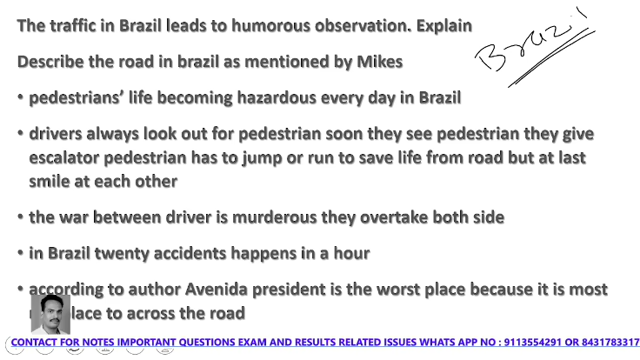 The traffic in Brazil leads to humorous observation. Explain
Brazil
Describe the road in brazil as mentioned by Mikes
• pedestrians' life becoming hazardous every day in Brazil
• drivers always look out for pedestrian soon they see pedestrian they give
escalator pedestrian has to jump or run to save life from road but at last
smile at each other
• the war between driver is murderous they overtake both side
• in Brazil twenty accidents happens in a hour
• according to author Avenida president is the worst place because it is most
place to across the road
CONTACT FOR NOTES IMPORTANT QUESTIONS EXAM AND RESULTS RELATED ISSUES WHATS APP NO : 9113554291 OR 8431783317